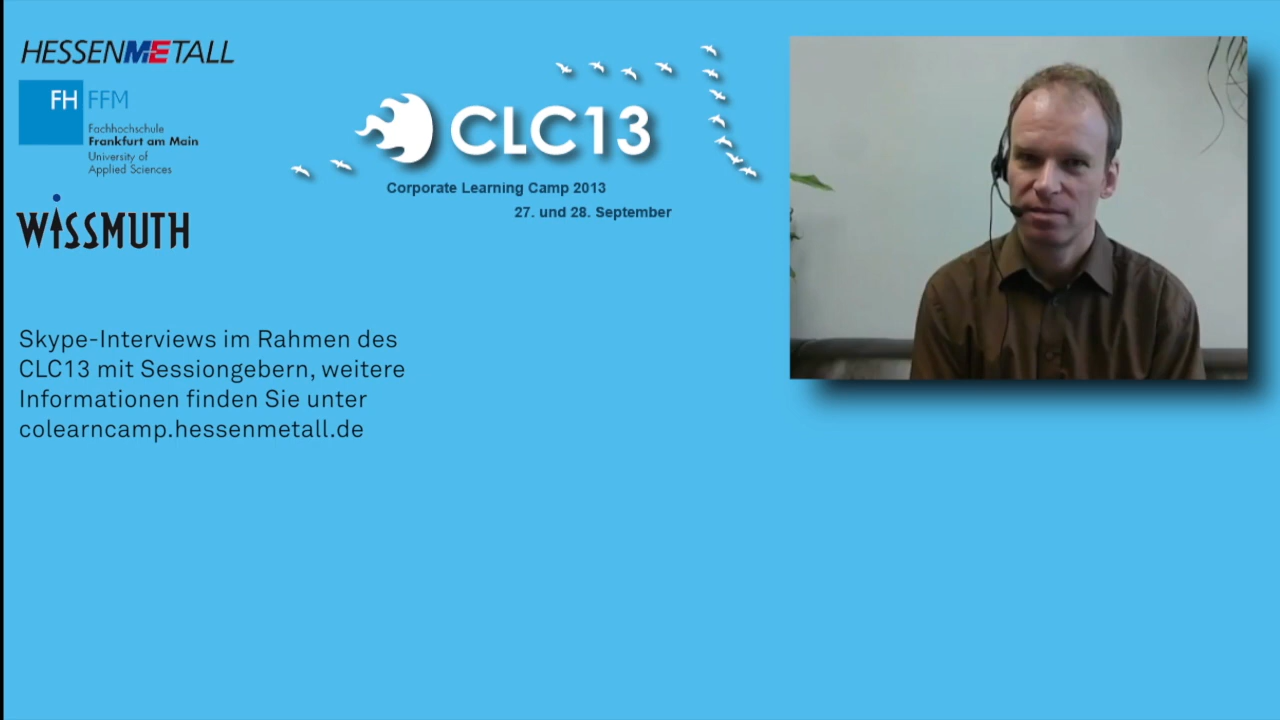 HESSENMETALL
FH FFM
Fachhochschule
Frankfurt am Main
University of
Applied Sciences
WISSMUTH
CLC13
Corporate Learning Camp 2013
27. und 28. September
Skype-Interviews im Rahmen des
CLC13 mit Sessiongebern, weitere
Informationen finden Sie unter
colearncamp.hessenmetall.de